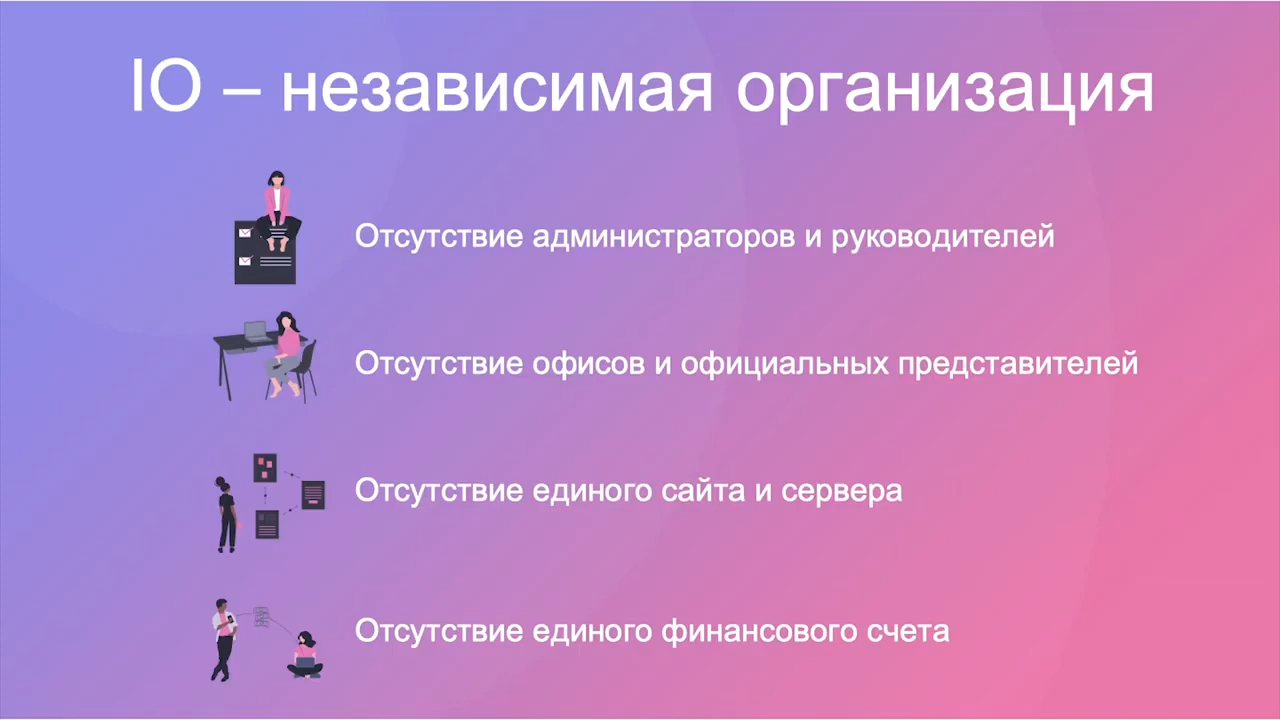 IO – независимая организация
Отсутствие администраторов и руководителей
Отсутствие офисов и официальных представителей
Отсутствие единого сайта и сервера
Отсутствие единого финансового счета